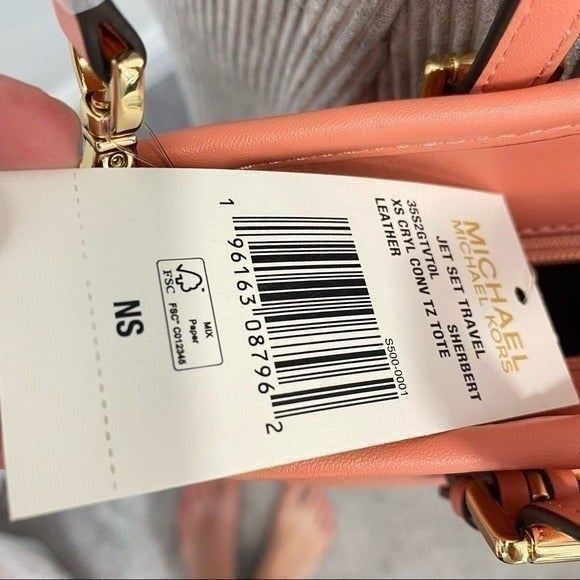 MICHAEL
MICHAEL KORS
JET SET TRAVEL
35S2GTVT0L SHERBERT
XS CRYL CONV TZ TOTE
LEATHER
S500-0001
1 96163 08796 2
FSC
MIX
Paper
FSC® C012345
NS